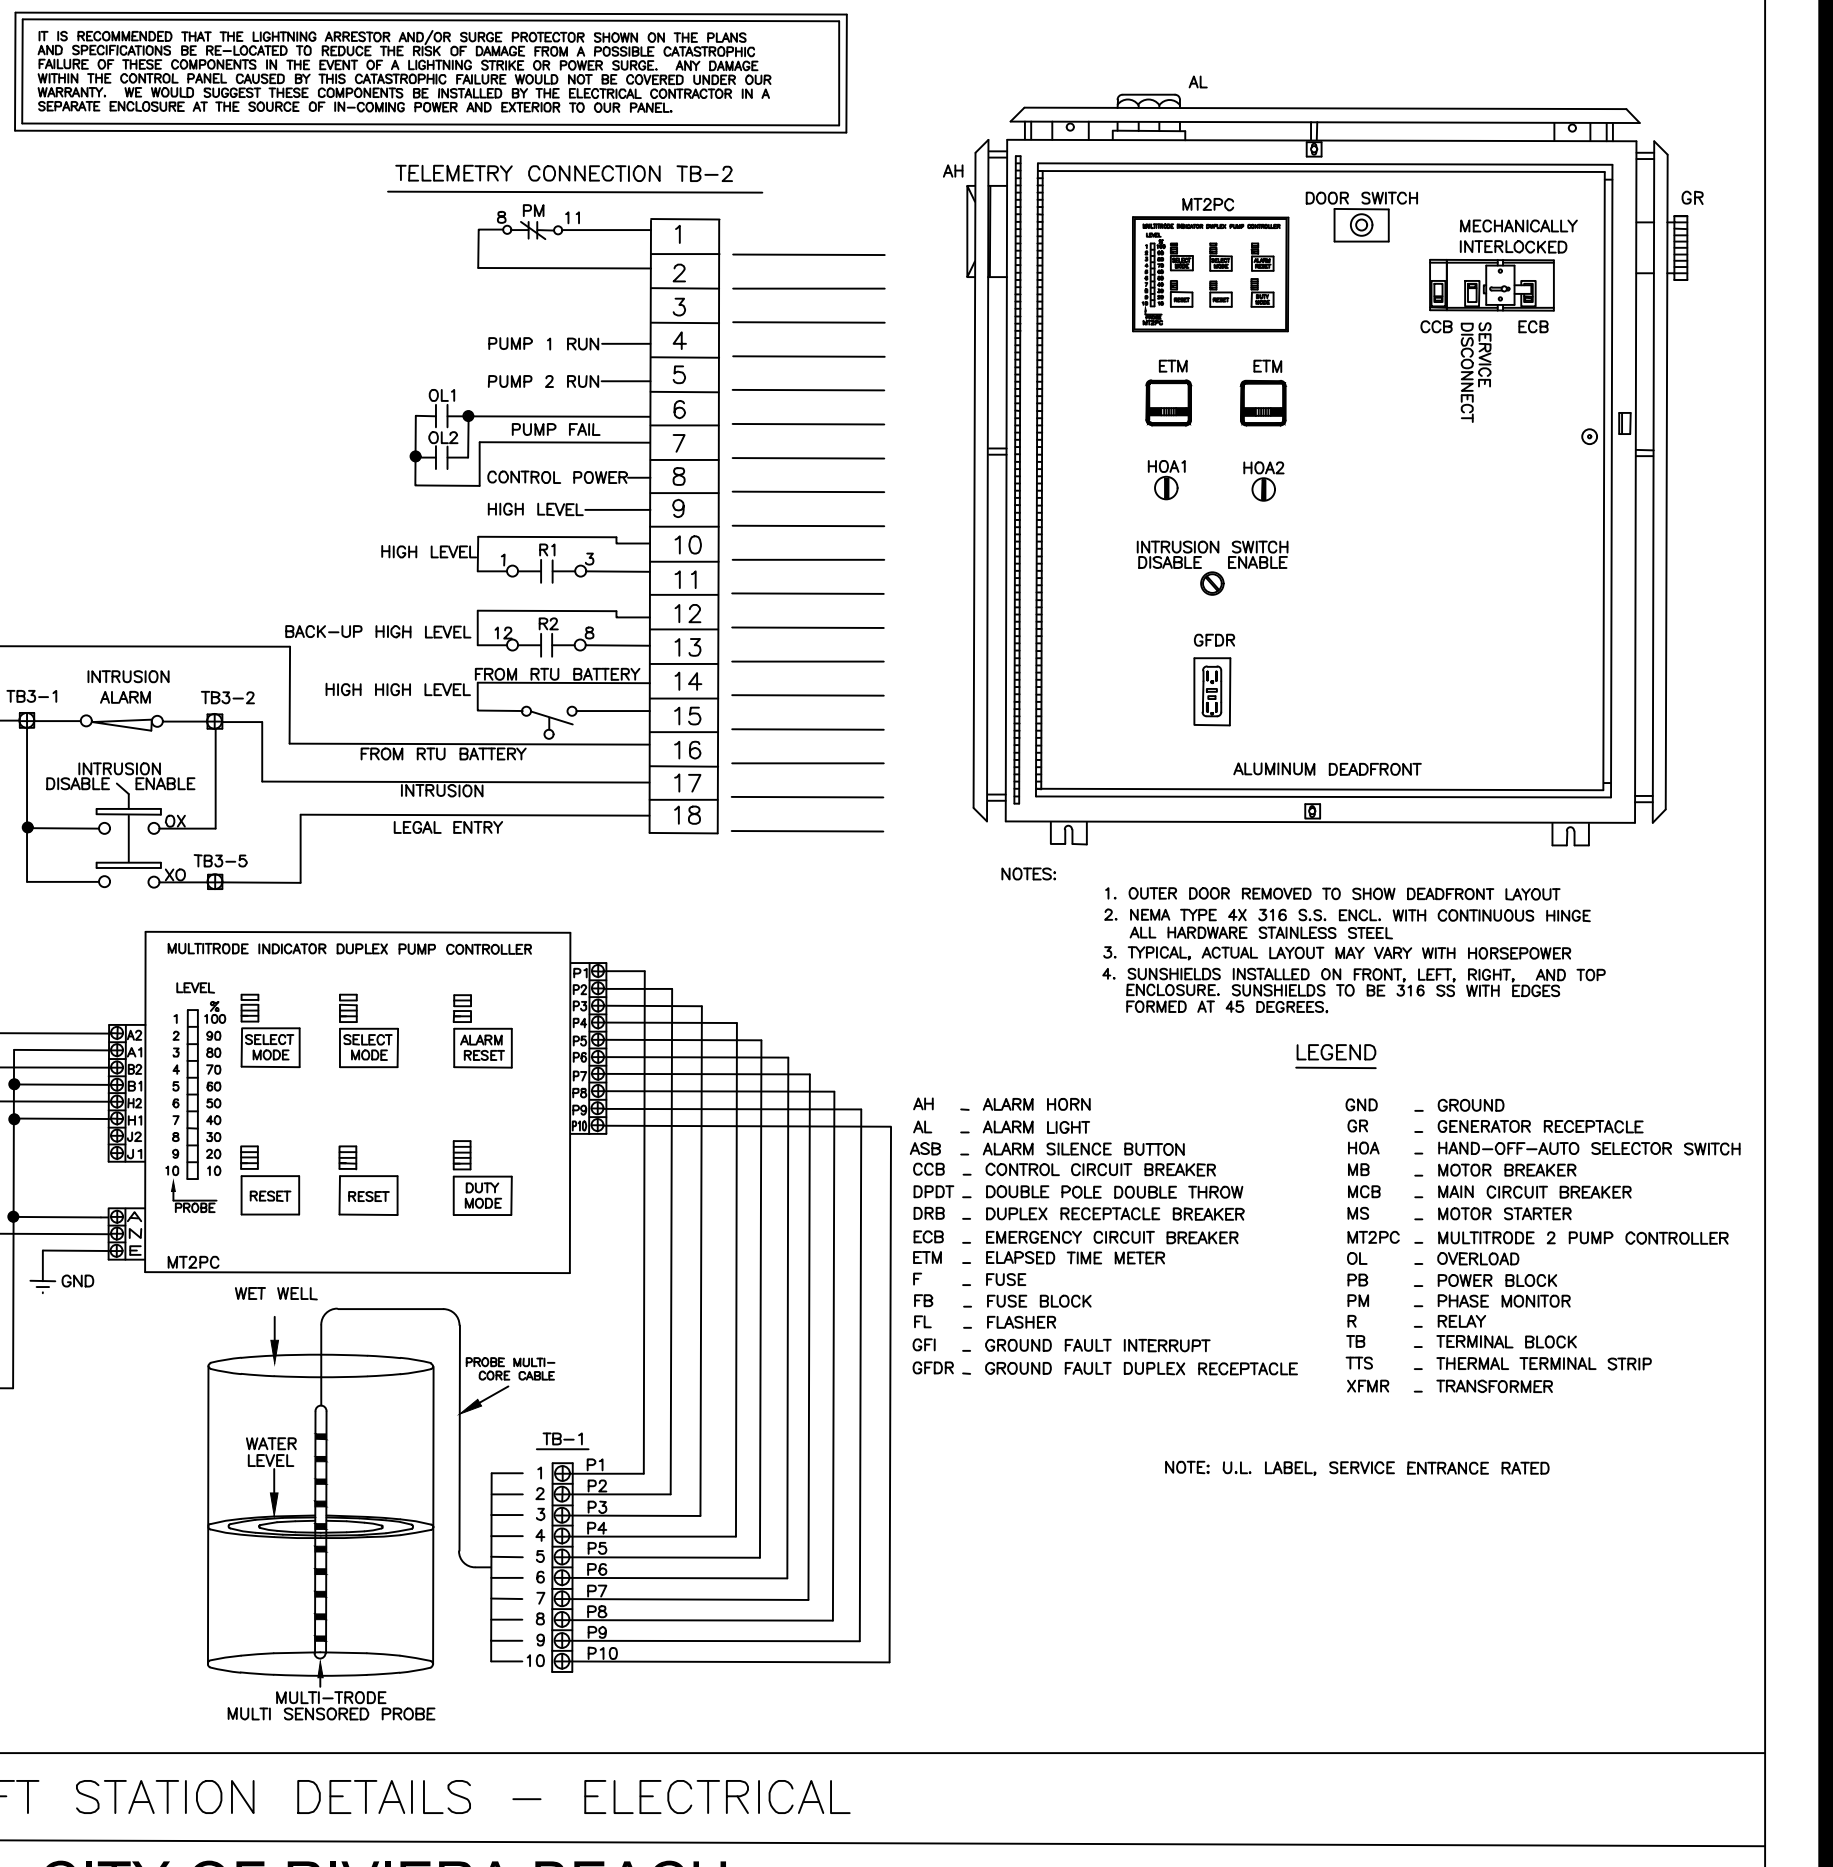 IT IS RECOMMENDED THAT THE LIGHTNING ARRESTOR AND/OR SURGE PROTECTOR SHOWN ON THE PLANS
AND SPECIFICATIONS BE RE-LOCATED TO REDUCE THE RISK OF DAMAGE FROM A POSSIBLE CATASTROPHIC
FAILURE OF THESE COMPONENTS IN THE EVENT OF A LIGHTNING STRIKE OR POWER SURGE. ANY DAMAGE
WITHIN THE CONTROL PANEL CAUSED BY THIS CATASTROPHIC FAILURE WOULD NOT BE COVERED UNDER OUR
WARRANTY. WE WOULD SUGGEST THESE COMPONENTS BE INSTALLED BY THE ELECTRICAL CONTRACTOR IN A
SEPARATE ENCLOSURE AT THE SOURCE OF IN-COMING POWER AND EXTERIOR TO OUR PANEL.
TELEMETRY CONNECTION TB-2
8 PM 11
1
2
3
PUMP 1 RUN 4
PUMP 2 RUN 5
OL1
6
PUMP FAIL
OL2
7
CONTROL POWER 8
HIGH LEVEL 9
10
HIGH LEVEL 1 R1 3
11
12
BACK-UP HIGH LEVEL 12 R2 8
13
FROM RTU BATTERY
14
HIGH HIGH LEVEL
15
16
FROM RTU BATTERY
17
INTRUSION
18
LEGAL ENTRY
INTRUSION
ALARM
TB3-1
TB3-2
INTRUSION
DISABLE ENABLE
OX
XO
TB3-5
AL
AH
GR
MT2PC
MULTITRODE INDICATOR DUPLEX PUMP CONTROLLER
LEVEL
SELECT MODE
SELECT MODE
ALARM RESET
RESET
RESET
DUTY MODE
MT2PC
DOOR SWITCH
MECHANICALLY
INTERLOCKED
CCB
SERVICE
DISCONNECT
ECB
ETM
ETM
HOA1
HOA2
INTRUSION SWITCH
DISABLE ENABLE
GFDR
ALUMINUM DEADFRONT
NOTES:
1. OUTER DOOR REMOVED TO SHOW DEADFRONT LAYOUT
2. NEMA TYPE 4X 316 S.S. ENCL. WITH CONTINUOUS HINGE
ALL HARDWARE STAINLESS STEEL
3. TYPICAL, ACTUAL LAYOUT MAY VARY WITH HORSEPOWER
4. SUNSHIELDS INSTALLED ON FRONT, LEFT, RIGHT, AND TOP
ENCLOSURE. SUNSHIELDS TO BE 316 SS WITH EDGES
FORMED AT 45 DEGREES.
MULTITRODE INDICATOR DUPLEX PUMP CONTROLLER
LEVEL
%
1 100
2 90
3 80
4 70
5 60
6 50
7 40
8 30
9 20
10 10
PROBE
SELECT
MODE
SELECT
MODE
ALARM
RESET
RESET
RESET
DUTY
MODE
MT2PC
A2
A1
B2
B1
H2
H1
J2
J1
A
N
E
GND
P1
P2
P3
P4
P5
P6
P7
P8
P9
P10
WET WELL
PROBE MULTI-
CORE CABLE
WATER
LEVEL
MULTI-TRODE
MULTI SENSORED PROBE
TB-1
1 P1
2 P2
3 P3
4 P4
5 P5
6 P6
7 P7
8 P8
9 P9
10 P10
LEGEND
AH - ALARM HORN
AL - ALARM LIGHT
ASB - ALARM SILENCE BUTTON
CCB - CONTROL CIRCUIT BREAKER
DPDT - DOUBLE POLE DOUBLE THROW
DRB - DUPLEX RECEPTACLE BREAKER
ECB - EMERGENCY CIRCUIT BREAKER
ETM - ELAPSED TIME METER
F - FUSE
FB - FUSE BLOCK
FL - FLASHER
GFI - GROUND FAULT INTERRUPT
GFDR - GROUND FAULT DUPLEX RECEPTACLE
GND - GROUND
GR - GENERATOR RECEPTACLE
HOA - HAND-OFF-AUTO SELECTOR SWITCH
MB - MOTOR BREAKER
MCB - MAIN CIRCUIT BREAKER
MS - MOTOR STARTER
MT2PC - MULTITRODE 2 PUMP CONTROLLER
OL - OVERLOAD
PB - POWER BLOCK
PM - PHASE MONITOR
R - RELAY
TB - TERMINAL BLOCK
TTS - THERMAL TERMINAL STRIP
XFMR - TRANSFORMER
NOTE: U.L. LABEL, SERVICE ENTRANCE RATED
FT STATION DETAILS - ELECTRICAL
CITY OF RIVIERA BEACH